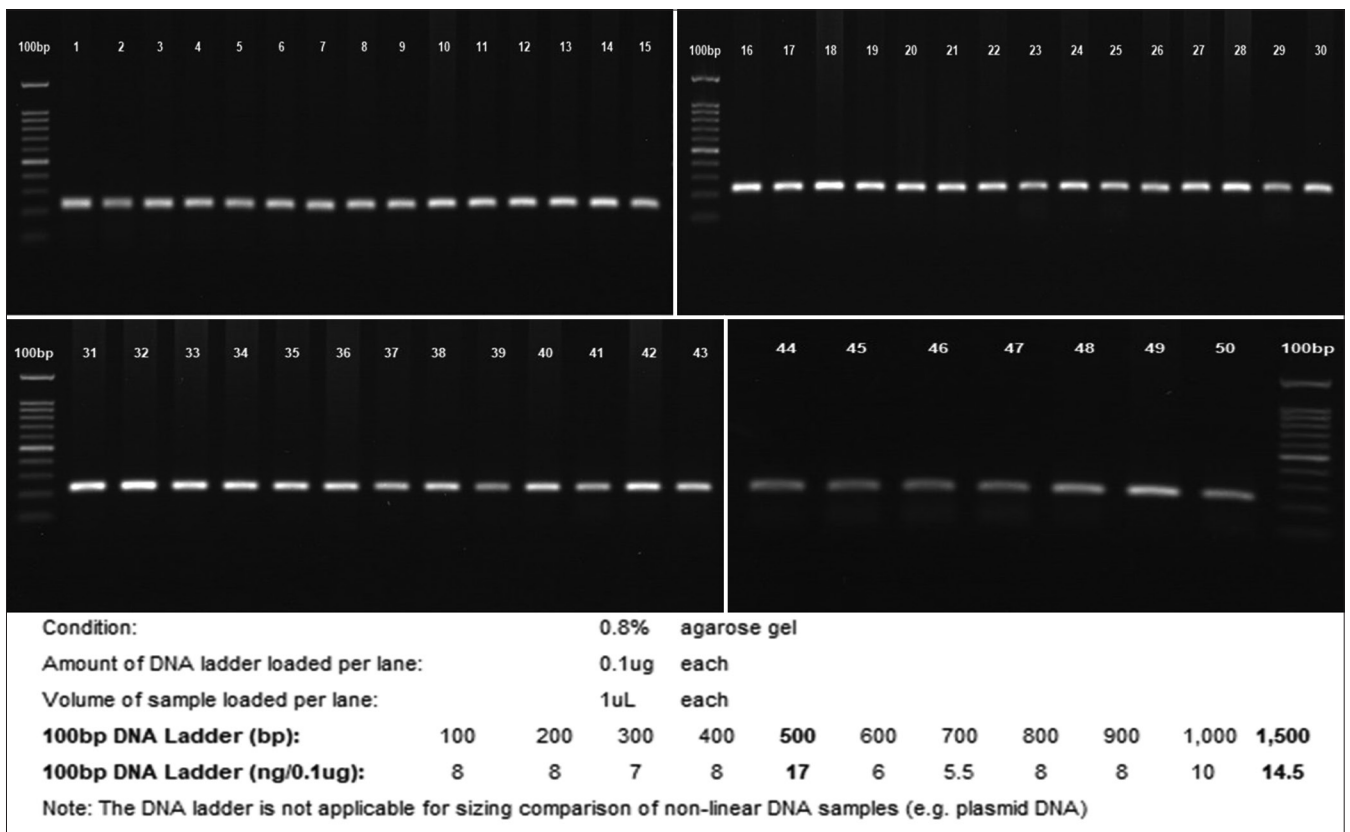 100bp 1 2 3 4 5 6 7 8 9 10 11 12 13 14 15
100bp 16 17 18 19 20 21 22 23 24 25 26 27 28 29 30
100bp 31 32 33 34 35 36 37 38 39 40 41 42 43
44 45 46 47 48 49 50 100bp
Condition: 0.8% agarose gel
Amount of DNA ladder loaded per lane: 0.1ug each
Volume of sample loaded per lane: 1uL each
100bp DNA Ladder (bp): 100 200 300 400 500 600 700 800 900 1,000 1,500
100bp DNA Ladder (ng/0.1ug): 8 8 7 8 17 6 5.5 8 8 10 14.5
Note: The DNA ladder is not applicable for sizing comparison of non-linear DNA samples (e.g. plasmid DNA)